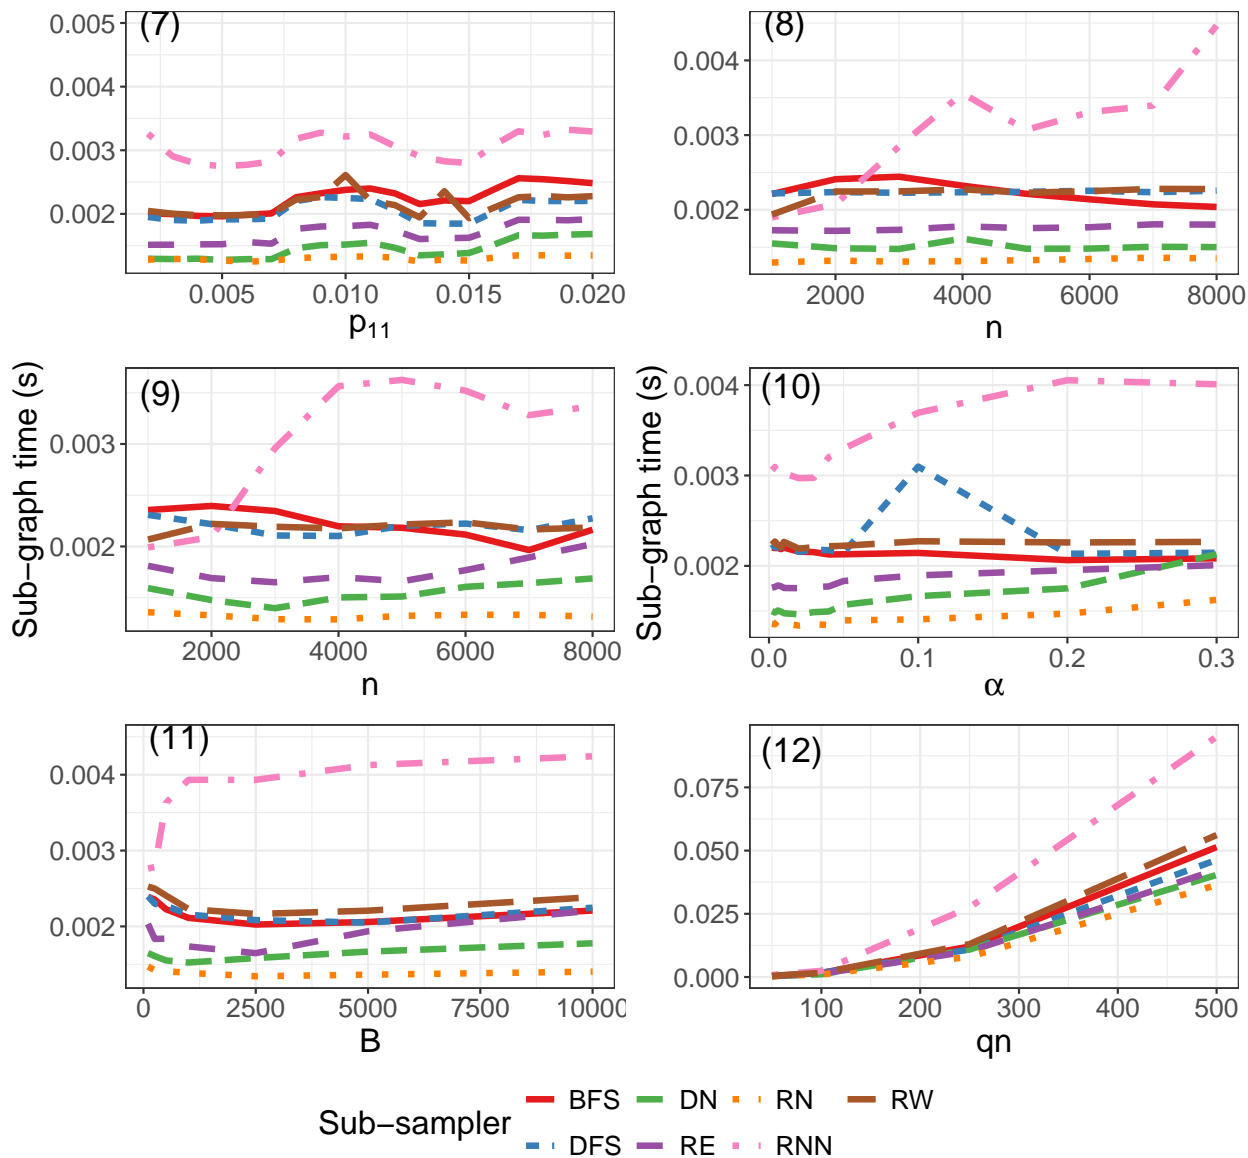 (7)
0.005
0.004
0.003
0.002
0.005 0.010 0.015 0.020
p11
(8)
0.004
0.003
0.002
2000 4000 6000 8000
n
Sub−graph time (s)
(9)
0.003
0.002
2000 4000 6000 8000
n
Sub−graph time (s)
(10)
0.004
0.003
0.002
0.0 0.1 0.2 0.3
α
(11)
0.004
0.003
0.002
0 2500 5000 7500 10000
B
(12)
0.075
0.050
0.025
0.000
100 200 300 400 500
qn
Sub−sampler
BFS DN RN RW
DFS RE RNN